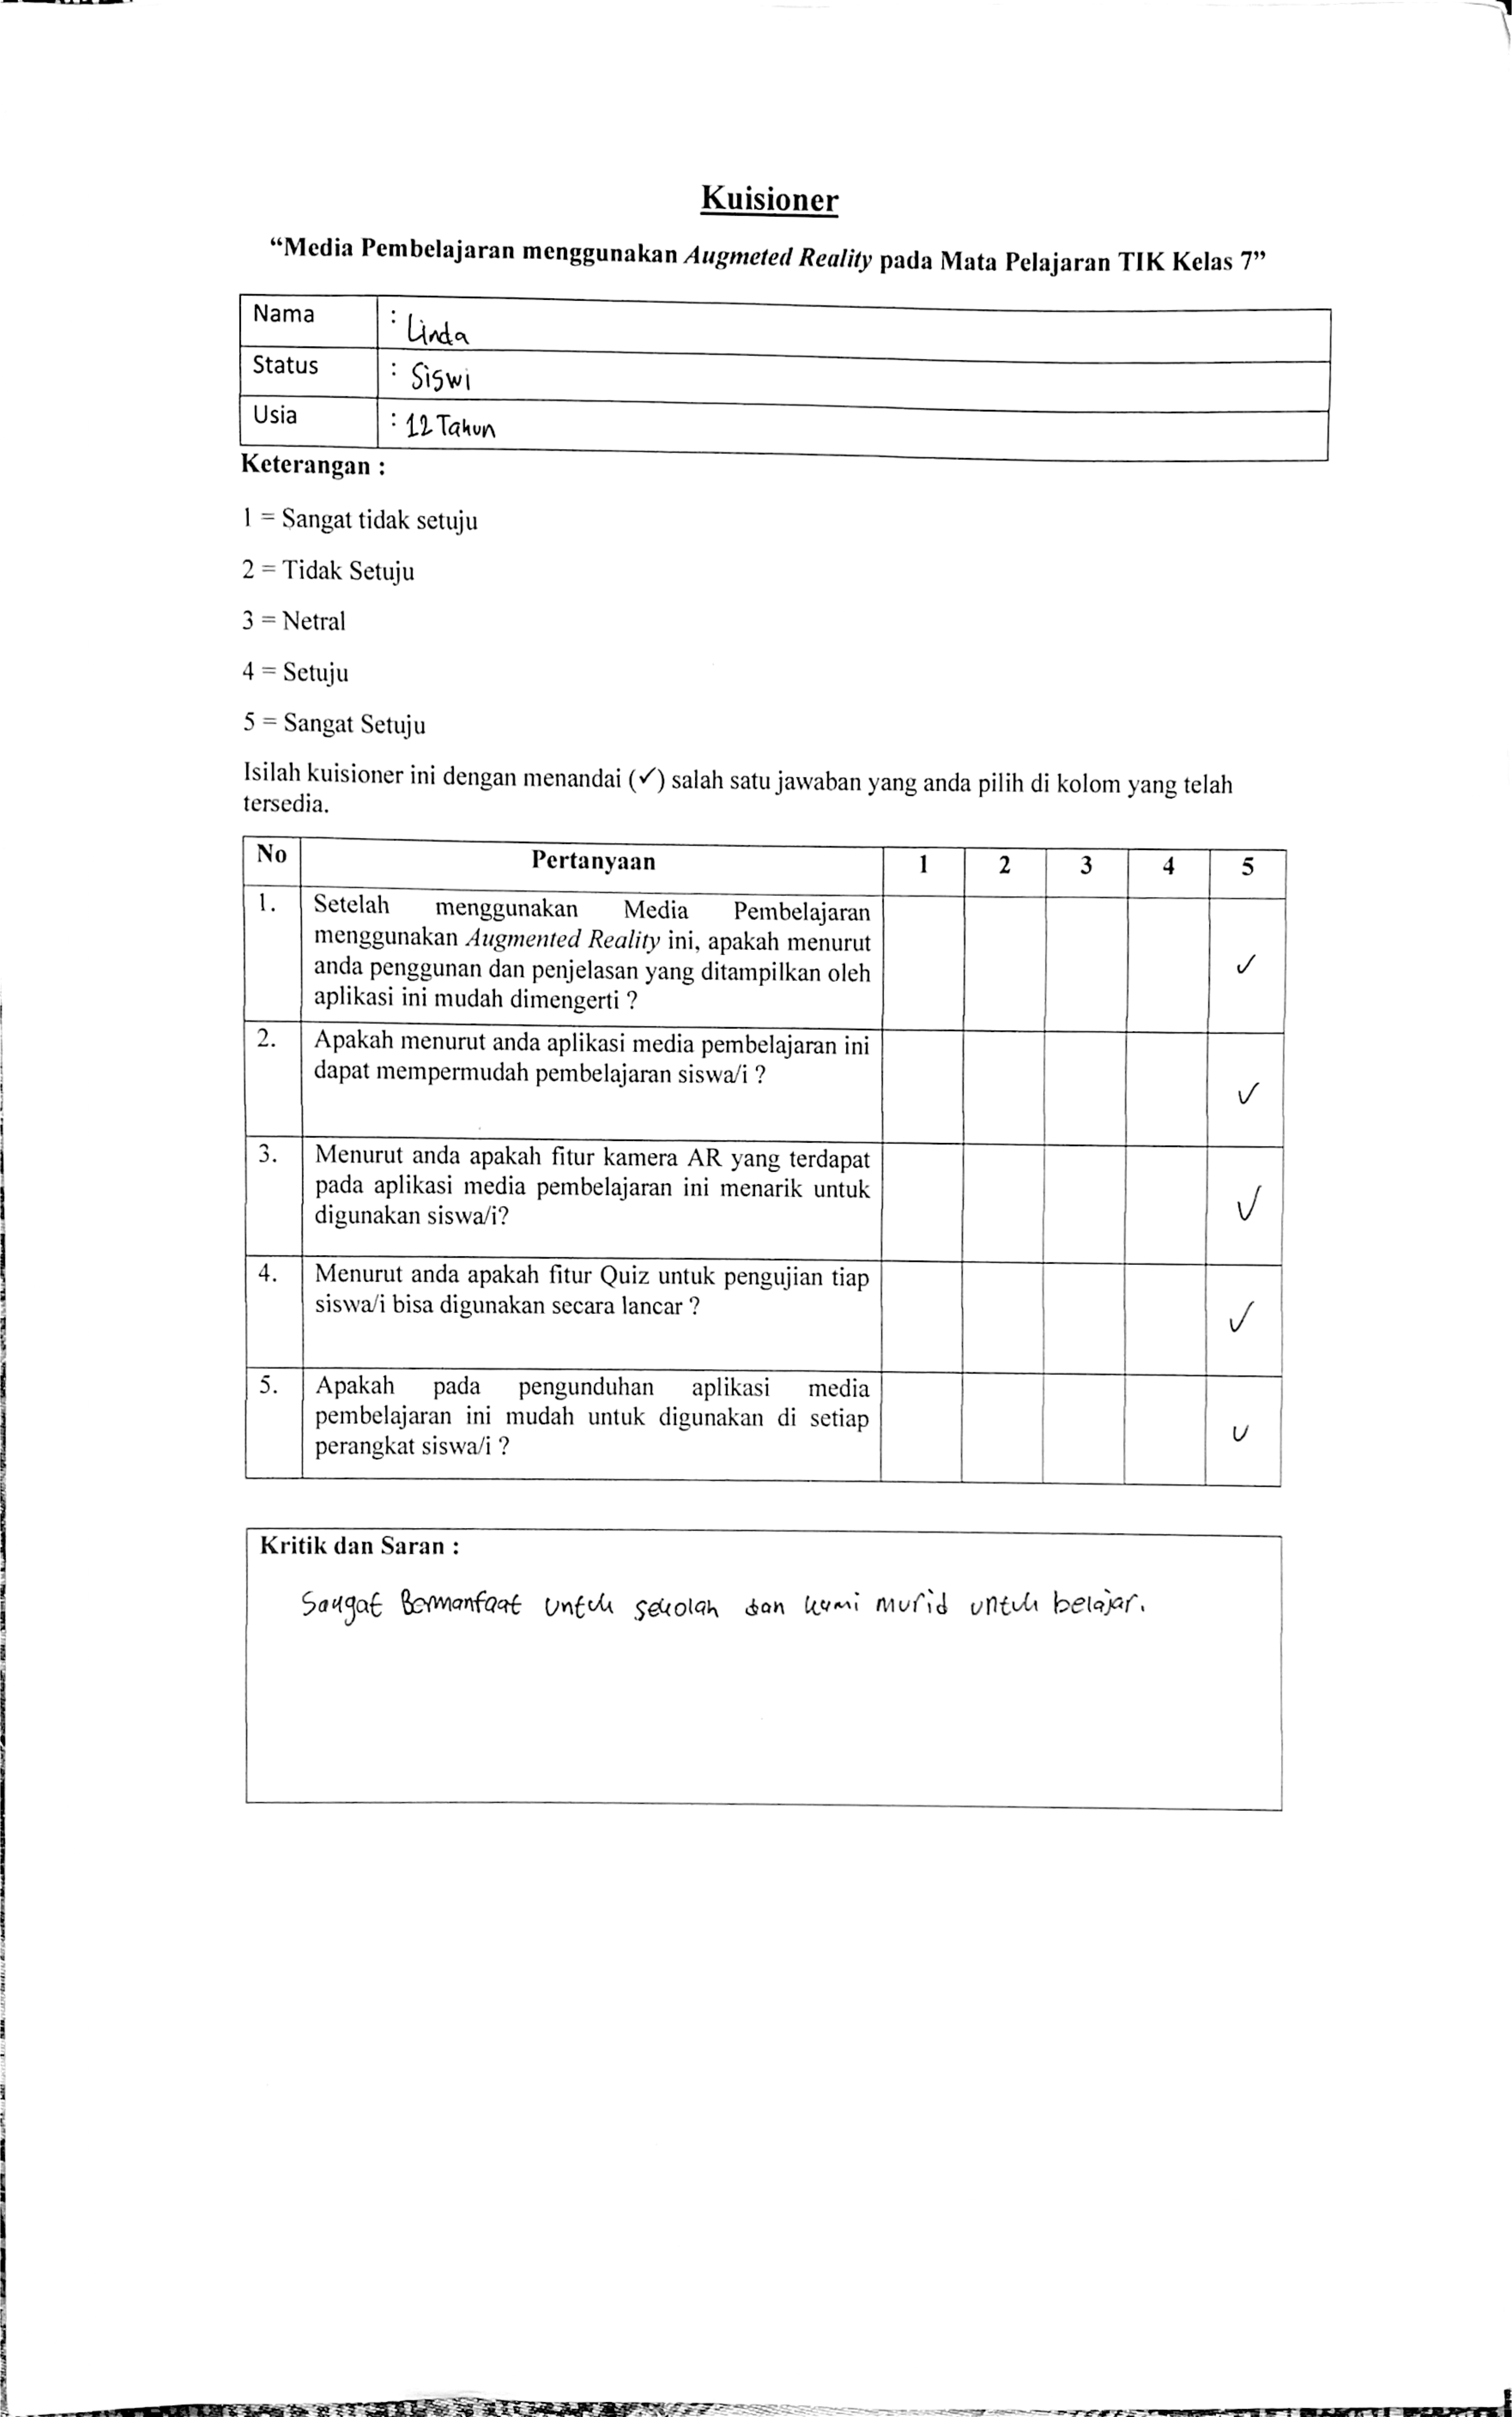 Kuisioner
“Media Pembelajaran menggunakan Augmeted Reality pada Mata Pelajaran TIK Kelas 7”
Nama : Linda
Status : Siswi
Usia : 12 Tahun
Keterangan :
1 = Sangat tidak setuju
2 = Tidak Setuju
3 = Netral
4 = Setuju
5 = Sangat Setuju
Isilah kuisioner ini dengan menandai (✓) salah satu jawaban yang anda pilih di kolom yang telah
tersedia.
No Pertanyaan 1 2 3 4 5
1. Setelah menggunakan Media Pembelajaran
menggunakan Augmented Reality ini, apakah menurut
anda penggunan dan penjelasan yang ditampilkan oleh ✓
aplikasi ini mudah dimengerti ?
2. Apakah menurut anda aplikasi media pembelajaran ini
dapat mempermudah pembelajaran siswa/i ? ✓
3. Menurut anda apakah fitur kamera AR yang terdapat
pada aplikasi media pembelajaran ini menarik untuk
digunakan siswa/i? ✓
4. Menurut anda apakah fitur Quiz untuk pengujian tiap
siswa/i bisa digunakan secara lancar ? ✓
5. Apakah pada pengunduhan aplikasi media
pembelajaran ini mudah untuk digunakan di setiap
perangkat siswa/i ? ✓
Kritik dan Saran :
Sangat Bermanfaat untuk sekolah dan kami murid untuk belajar.